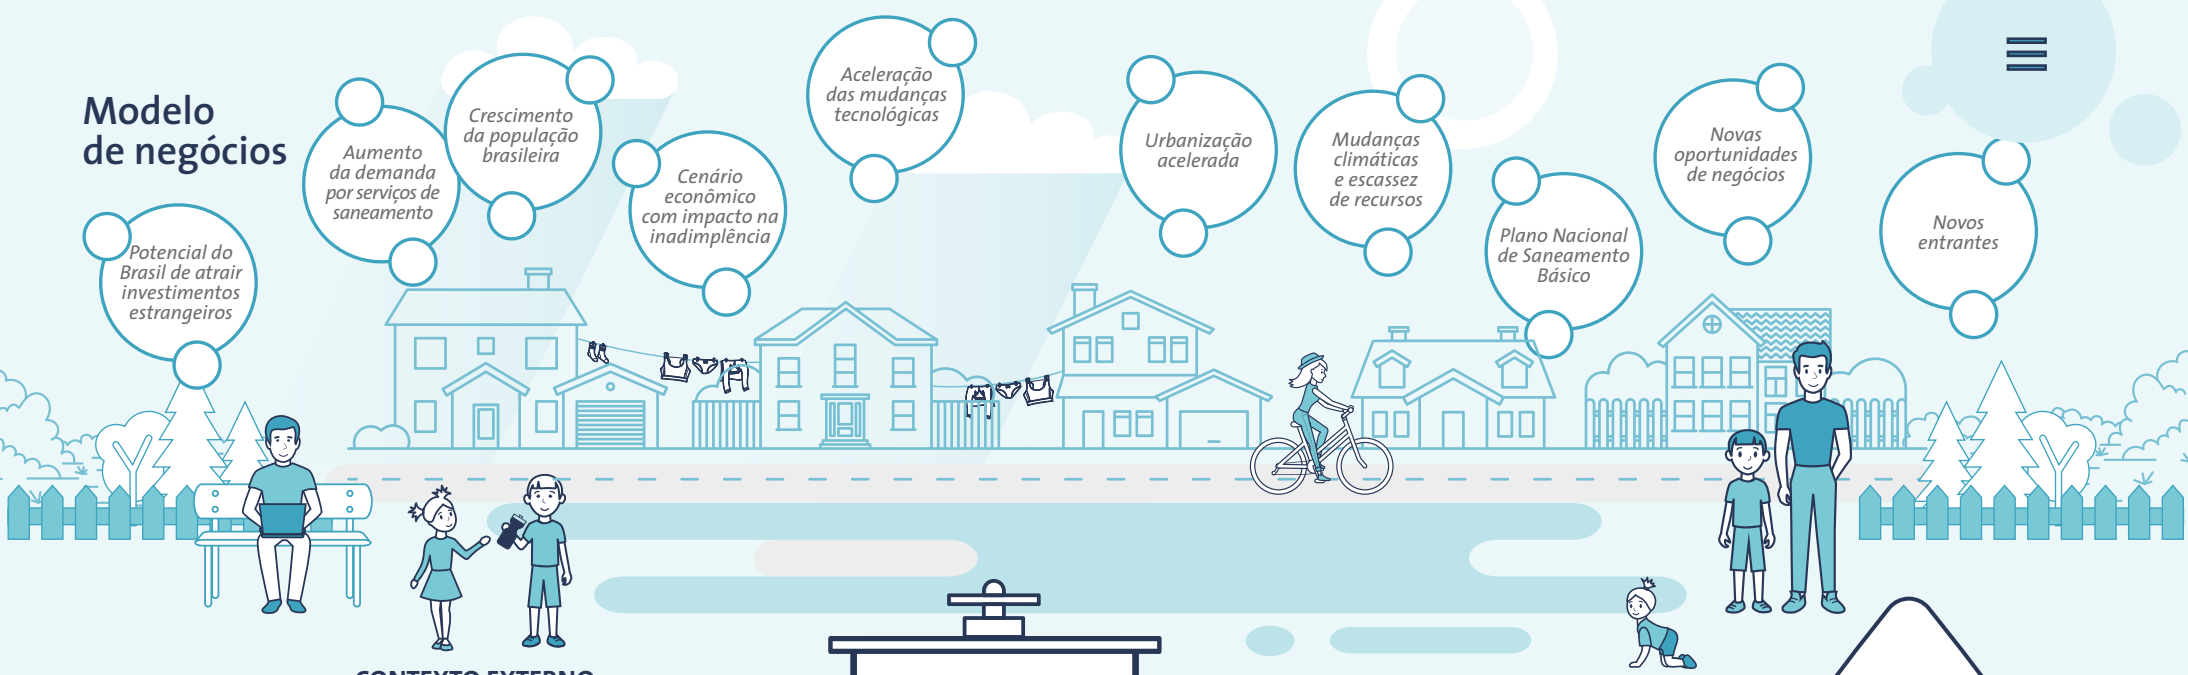 Modelo
de negócios
Potencial do
Brasil de atrair
investimentos
estrangeiros
Aumento
da demanda
por serviços de
saneamento
Crescimento
da população
brasileira
Cenário
econômico
com impacto na
inadimplência
Aceleração
das mudanças
tecnológicas
Urbanização
acelerada
Mudanças
climáticas
e escassez
de recursos
Plano Nacional
de Saneamento
Básico
Novas
oportunidades
de negócios
Novos
entrantes
CONTEXTO EXTERNO